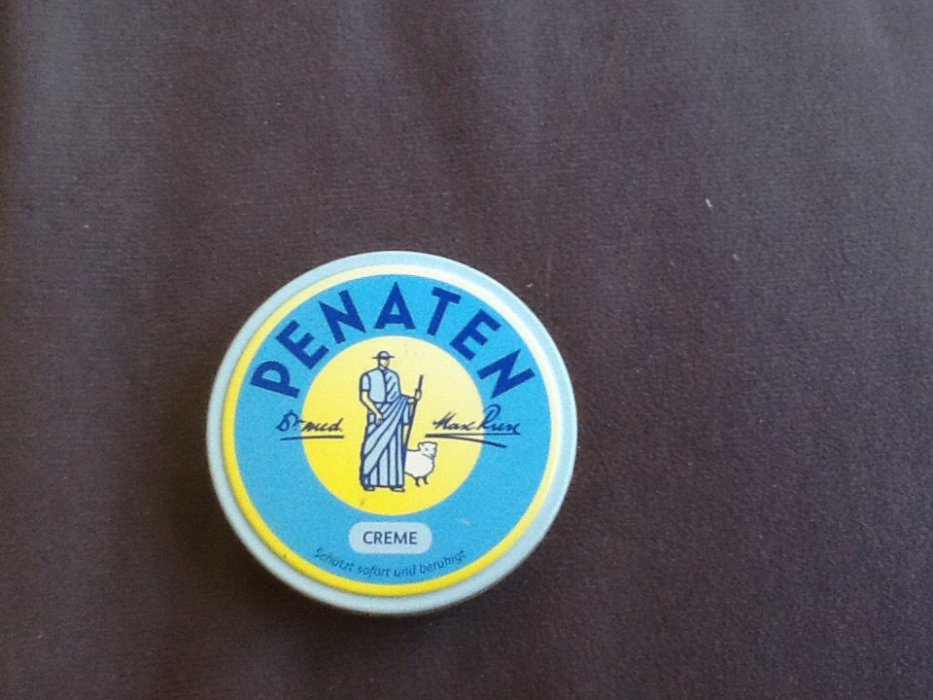 PENATEN
Dr. med. Max Riese
CREME
Schützt sofort und beruhigt